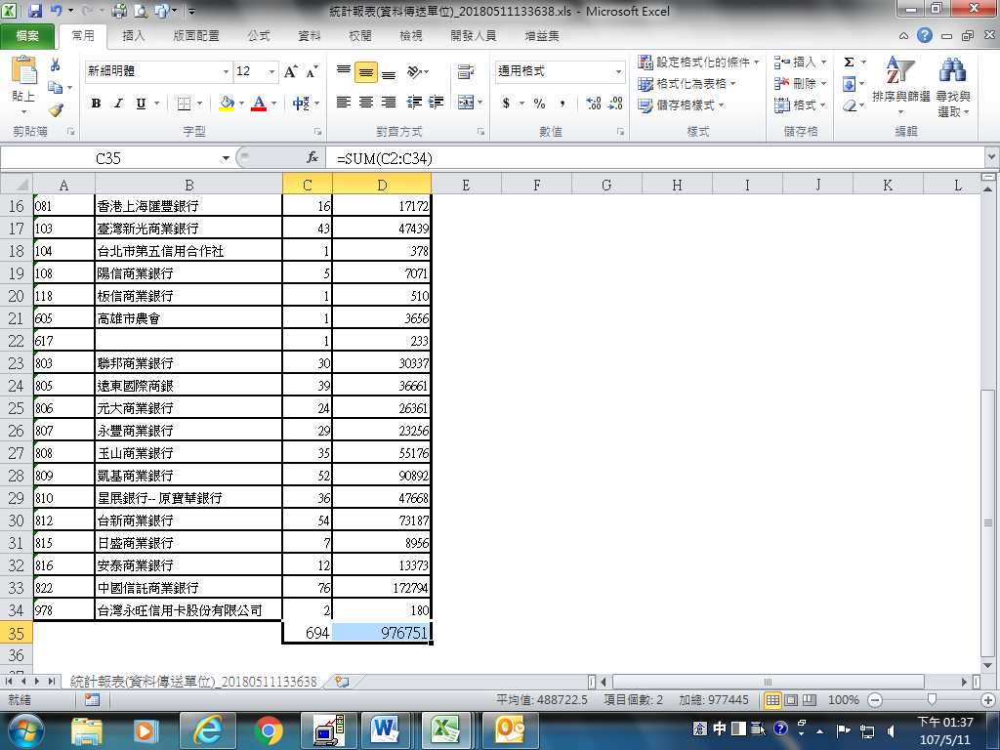 統計報表(資料傳送單位)_20180511133638.xls - Microsoft Excel
檔案 常用 插入 版面配置 公式 資料 校閱 檢視 開發人員 增益集
貼上 新細明體 12 A A 通用格式 設定格式化的條件 插入 Σ
B I U A 中 $ % , .0 .00 .00 .0 格式化為表格 刪除 排序與篩選 尋找與選取
儲存格樣式 格式
剪貼簿 字型 對齊方式 數值 樣式 儲存格 編輯
C35 fx =SUM(C2:C34)
A B C D E F G H I J K L
16 081 香港上海匯豐銀行 16 17172
17 103 臺灣新光商業銀行 43 47439
18 104 台北市第五信用合作社 1 378
19 108 陽信商業銀行 5 7071
20 118 板信商業銀行 1 510
21 605 高雄市農會 1 3656
22 617 1 233
23 803 聯邦商業銀行 30 30337
24 805 遠東國際商銀 39 36661
25 806 元大商業銀行 24 26361
26 807 永豐商業銀行 29 23256
27 808 玉山商業銀行 35 55176
28 809 凱基商業銀行 52 90892
29 810 星展銀行-- 原寶華銀行 36 47668
30 812 台新商業銀行 54 73187
31 815 日盛商業銀行 7 8956
32 816 安泰商業銀行 12 13373
33 822 中國信託商業銀行 76 172794
34 978 台灣永旺信用卡股份有限公司 2 180
35 694 976751
36
統計報表(資料傳送單位)_20180511133638
就緒 平均值: 488722.5 項目個數: 2 加總: 977445 100%
中 下午 01:37
107/5/11